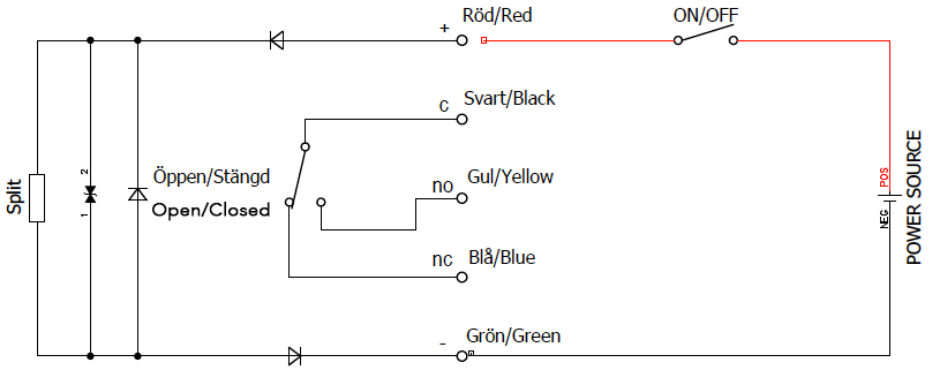 Röd/Red
ON/OFF
+
Svart/Black
c
Öppen/Stängd
Open/Closed
Gul/Yellow
no
Split
2
1
POS
NEG
POWER SOURCE
Blå/Blue
nc
Grön/Green
-